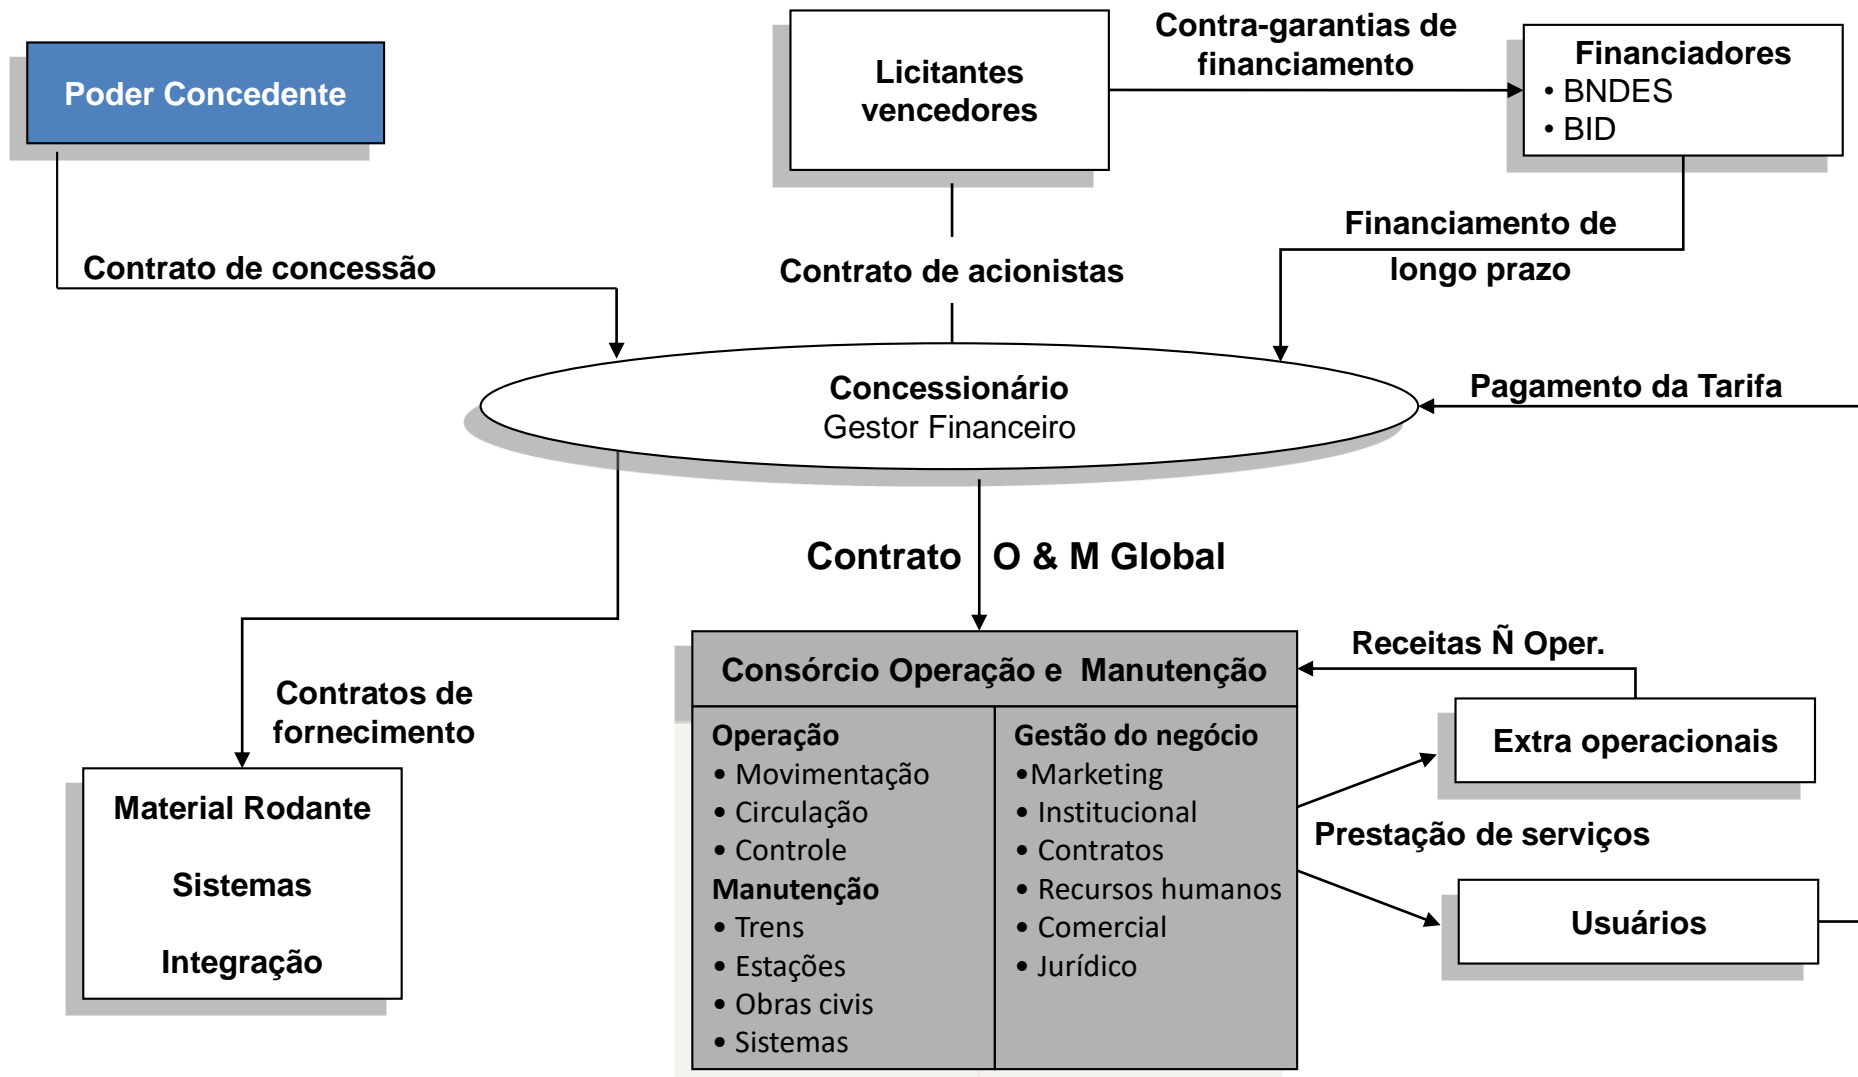 Poder Concedente
Licitantes
vencedores
Contra-garantias de
financiamento
Financiadores
• BNDES
• BID
Contrato de concessão
Contrato de acionistas
Financiamento de
longo prazo
Concessionário
Gestor Financeiro
Pagamento da Tarifa
Contrato O & M Global
Contratos de
fornecimento
Material Rodante
Sistemas
Integração
Consórcio Operação e Manutenção
Operação
• Movimentação
• Circulação
• Controle
Manutenção
• Trens
• Estações
• Obras civis
• Sistemas
Gestão do negócio
•Marketing
• Institucional
• Contratos
• Recursos humanos
• Comercial
• Jurídico
Receitas Ñ Oper.
Extra operacionais
Prestação de serviços
Usuários